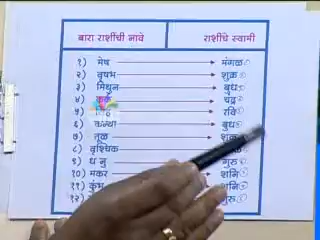 बारा राशींची नावे राशींचे स्वामी
१) मेष मंगळ
२) वृषभ शुक्र
३) मिथुन बुध
४) कर्क चंद्र
५) रवि
६) कन्या बुध
७) तूळ शुक्र
८) वृश्चिक
९) धनु गुरु
१०) मकर शनि
११) कुंभ शनि
१२) गुरु